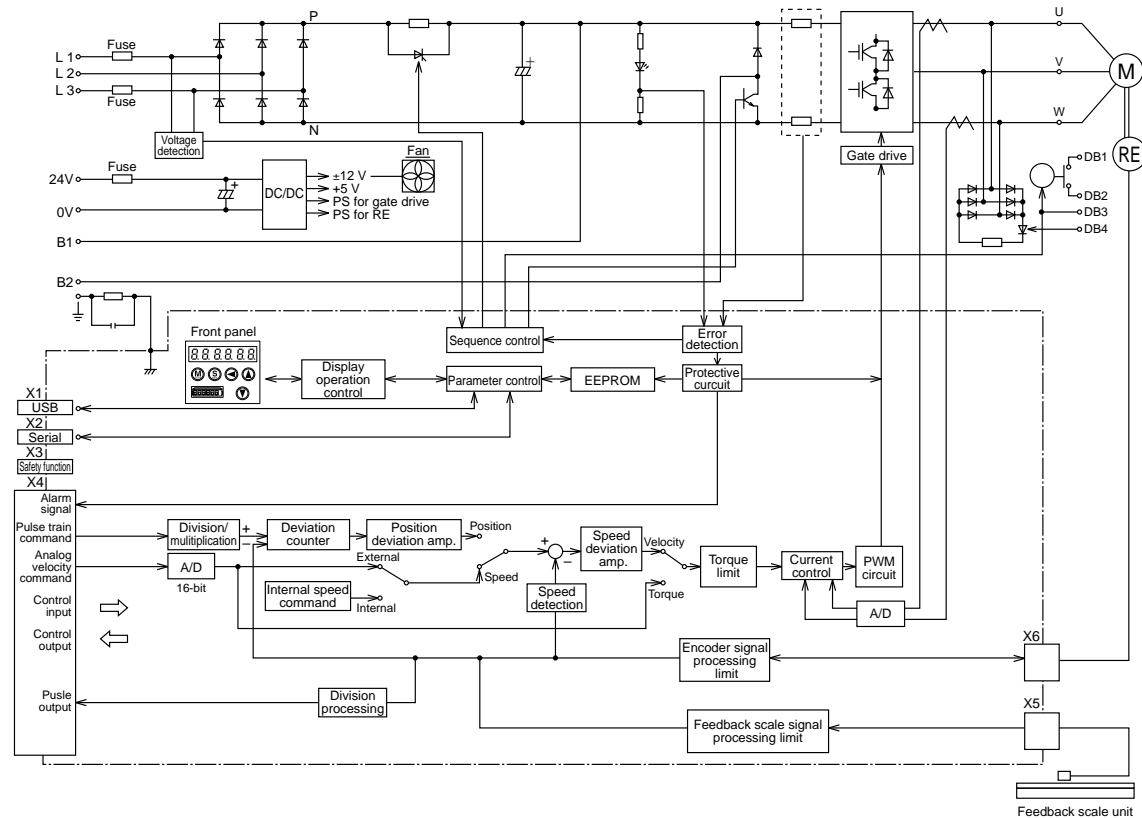 P
U
Fuse
L 1
L 2
V
M
L 3
Fuse
W
N
Voltage
detection
Fan
Gate drive
RE
DB1
Fuse
24V
±12 V
+5 V
DC/DC
PS for gate drive
PS for RE
DB2
DB3
0V
DB4
B1
B2
Front panel
8.8.8.8.8.8.
M S
Sequence control
Error
detection
Display
operation
control
Parameter control
EEPROM
Protective
curcuit
X1
USB
X2
Serial
X3
Safety function
X4
Alarm
signal
Pulse train
command
Division/
mulitiplication
+
−
Deviation
counter
Position
deviation amp.
Position
+
−
Speed
deviation
amp.
Velocity
Torque
limit
Current
control
PWM
circuit
Analog
velocity
command
A/D
16-bit
External
Speed
Internal speed
command
Internal
Speed
detection
Torque
A/D
Control
input
Control
output
Encoder signal
processing
limit
X6
Pusle
output
Division
processing
Feedback scale signal
processing limit
X5
Feedback scale unit